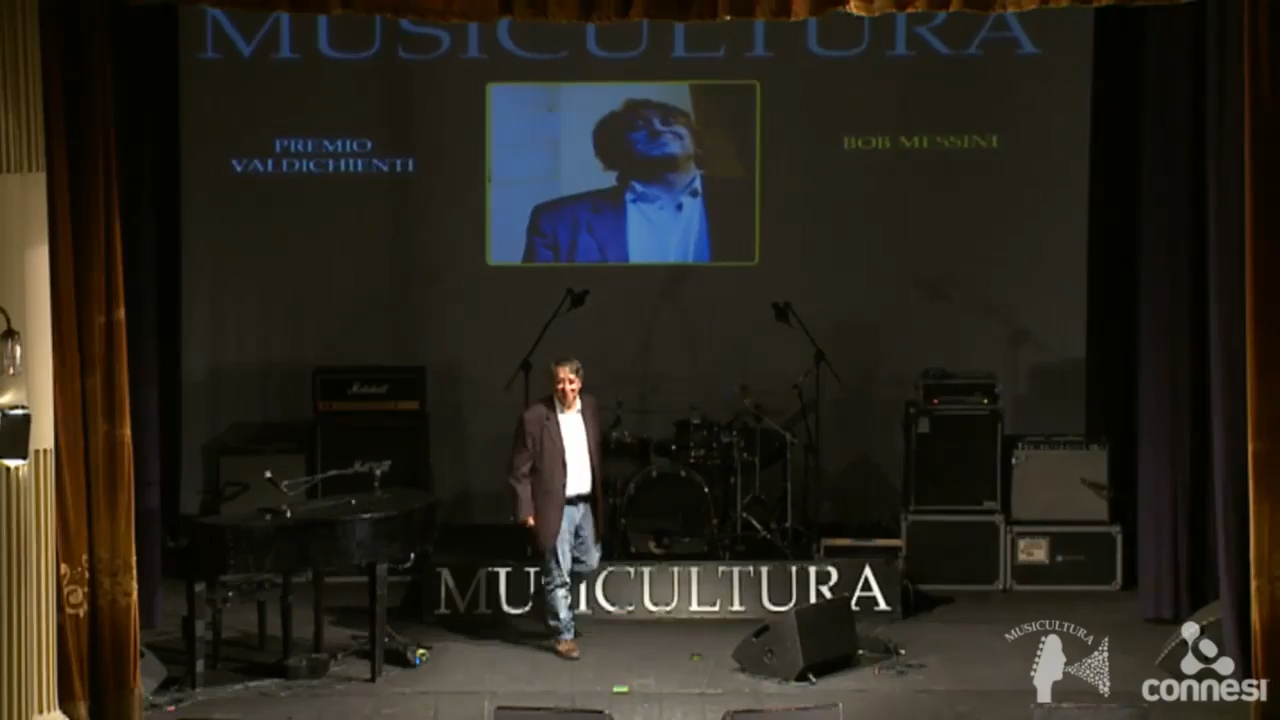 MUSICULTURA
PREMIO
VALDICHIENTI
BOB MESSINI
Marshall
MUSICULTURA
MUSICULTURA
connesi